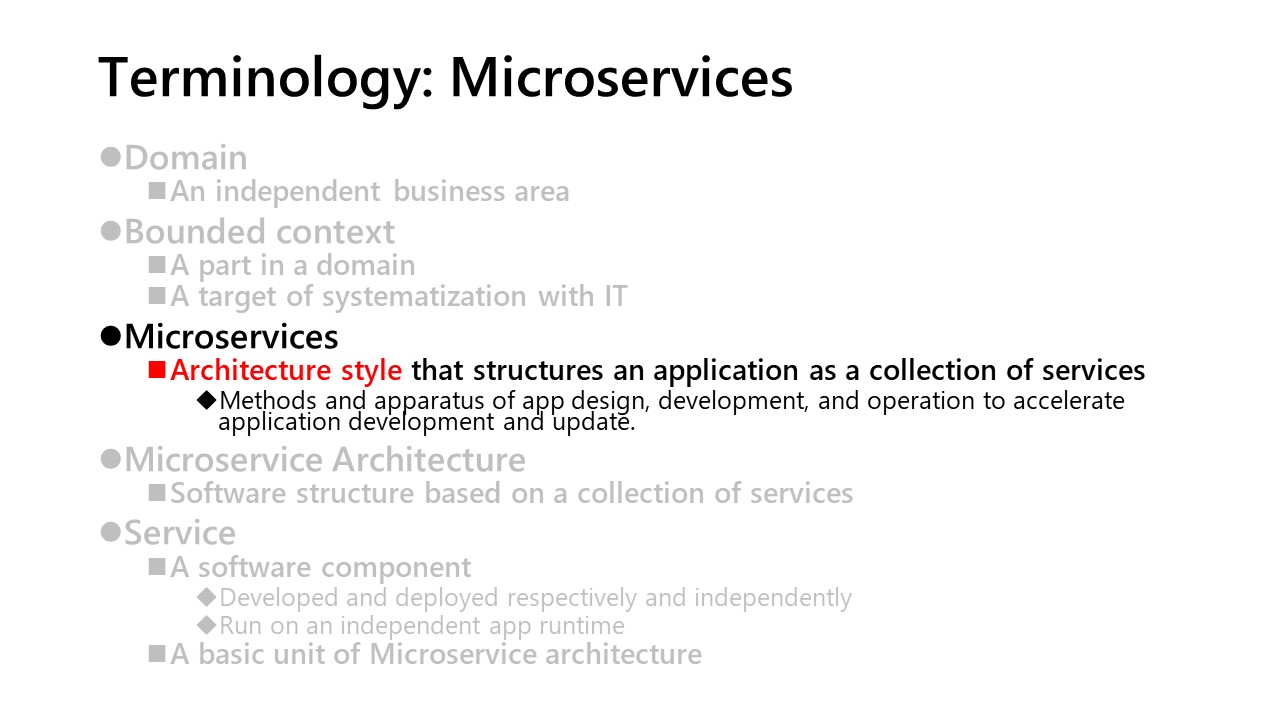 Terminology: Microservices
●Domain
■An independent business area
●Bounded context
■A part in a domain
■A target of systematization with IT
●Microservices
■Architecture style that structures an application as a collection of services
◆Methods and apparatus of app design, development, and operation to accelerate
application development and update.
●Microservice Architecture
■Software structure based on a collection of services
●Service
■A software component
◆Developed and deployed respectively and independently
◆Run on an independent app runtime
■A basic unit of Microservice architecture